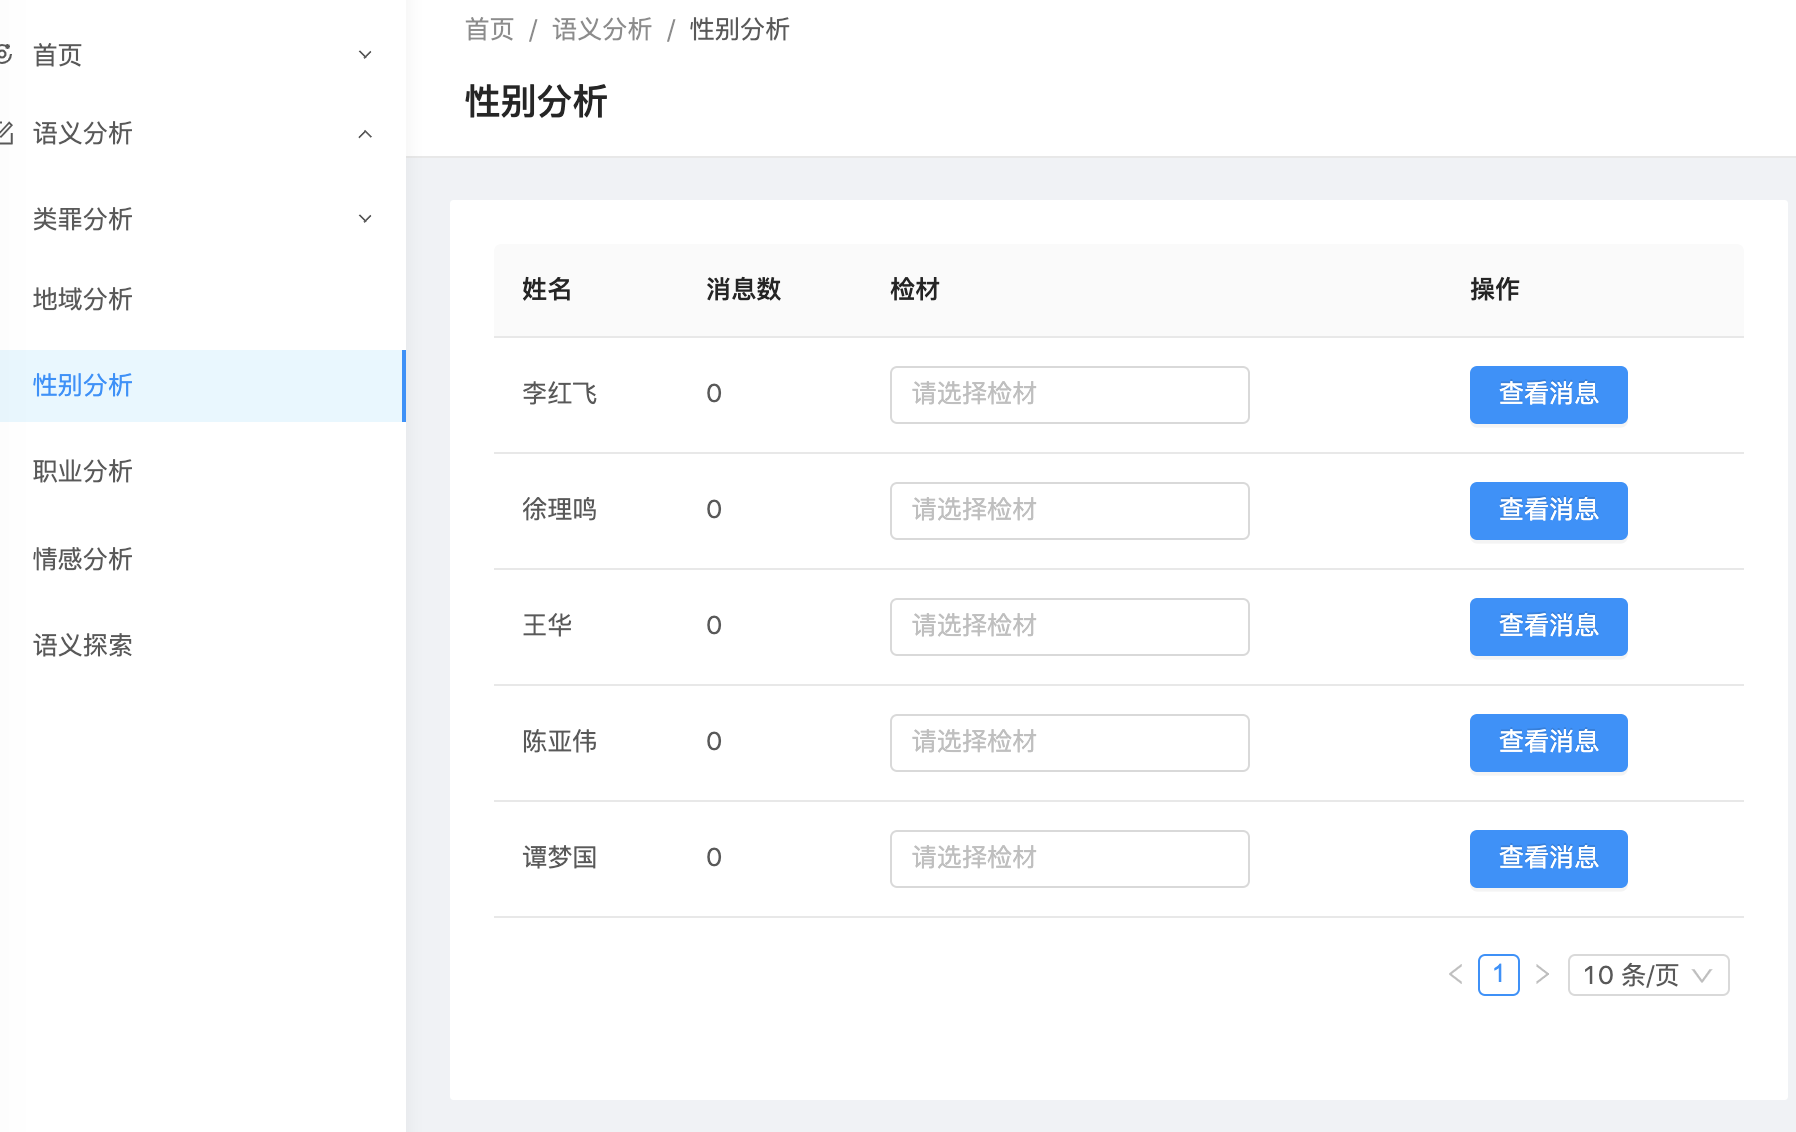 首页
语义分析
类罪分析
地域分析
性别分析
职业分析
情感分析
语义探索
首页 / 语义分析 / 性别分析
性别分析
姓名 消息数 检材 操作
李红飞 0 请选择检材 查看消息
徐理鸣 0 请选择检材 查看消息
王华 0 请选择检材 查看消息
陈亚伟 0 请选择检材 查看消息
谭梦国 0 请选择检材 查看消息
< 1 > 10 条/页